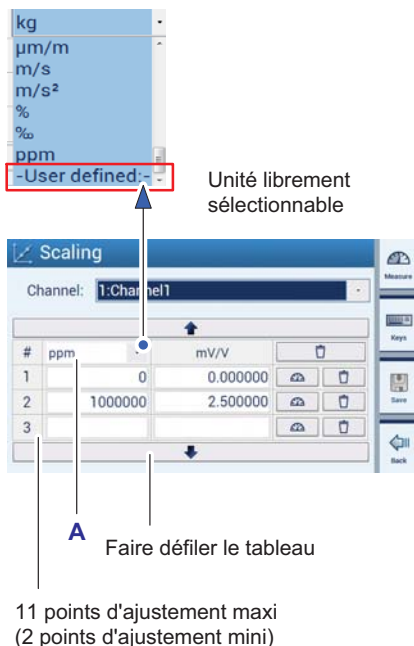 kg
µm/m
m/s
m/s²
%
‰
ppm
-User defined:-
Unité librement
sélectionnable
Scaling
Measure
Channel: 1:Channel1
Keys
# ppm mV/V
1 0 0.000000
2 1000000 2.500000
Save
3
Back
A
Faire défiler le tableau
11 points d'ajustement maxi
(2 points d'ajustement mini)